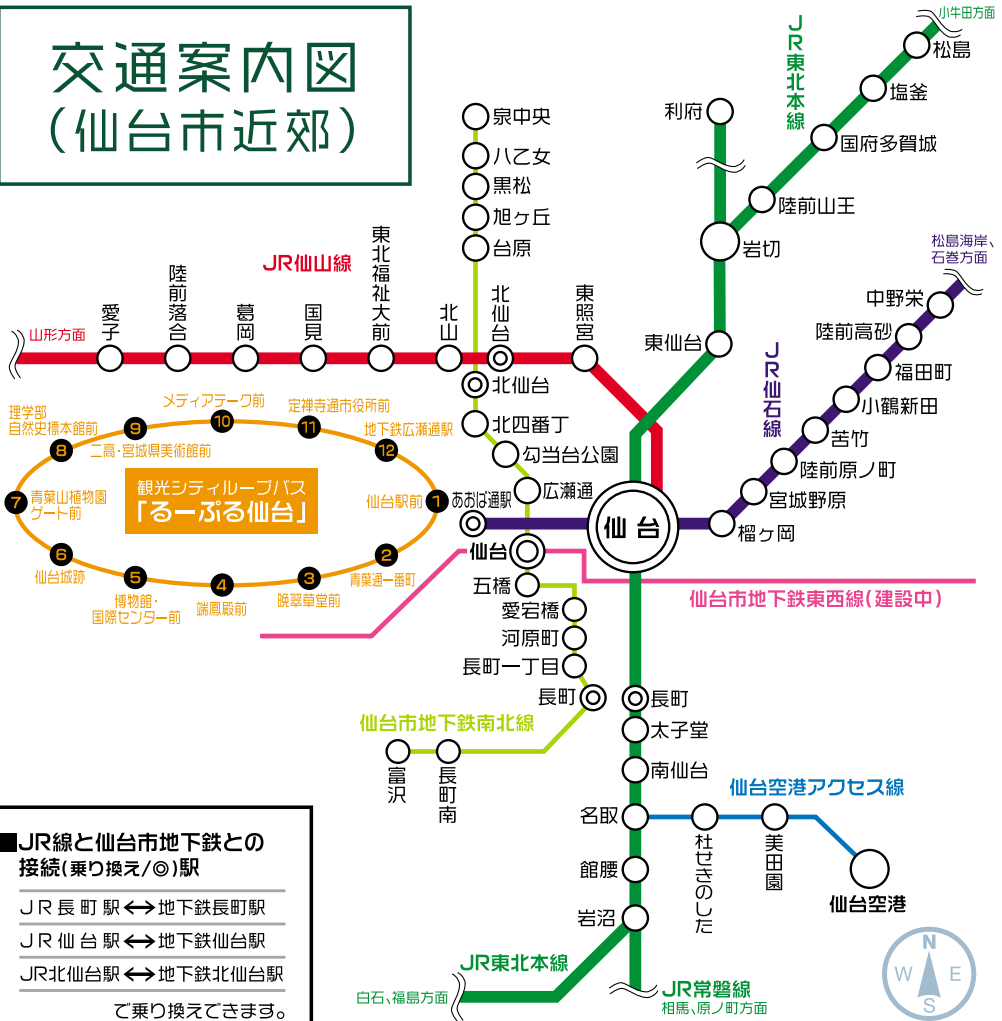 交通案内図
(仙台市近郊)
小牛田方面
JR東北本線
松島
塩釜
国府多賀城
陸前山王
利府
岩切
東仙台
泉中央
八乙女
黒松
旭ヶ丘
台原
JR仙山線
山形方面
愛子
陸前落合
葛岡
国見
東北福祉大前
北山
北仙台
東照宮
北仙台
北四番丁
勾当台公園
広瀬通
松島海岸、
石巻方面
JR仙石線
中野栄
陸前高砂
福田町
小鶴新田
苦竹
陸前原ノ町
宮城野原
榴ヶ岡
あおば通駅
仙台
仙台
五橋
愛宕橋
河原町
長町一丁目
長町
仙台市地下鉄南北線
富沢
長町南
仙台市地下鉄東西線(建設中)
観光シティループバス
「るーぷる仙台」
1 仙台駅前
2 青葉通一番町
3 晩翠草堂前
4 瑞鳳殿前
5 博物館・
国際センター前
6 仙台城跡
7 青葉山植物園
ゲート前
8 理学部
自然史標本館前
9 二高・宮城県美術館前
10 メディアテーク前
11 定禅寺通市役所前
12 地下鉄広瀬通駅
長町
太子堂
南仙台
名取
館腰
岩沼
仙台空港アクセス線
杜せきのした
美田園
仙台空港
JR東北本線
白石、福島方面
JR常磐線
相馬、原ノ町方面
■JR線と仙台市地下鉄との
接続(乗り換え/◎)駅
JR長町駅↔地下鉄長町駅
JR仙台駅↔地下鉄仙台駅
JR北仙台駅↔地下鉄北仙台駅
で乗り換えできます。
N
W
E
S